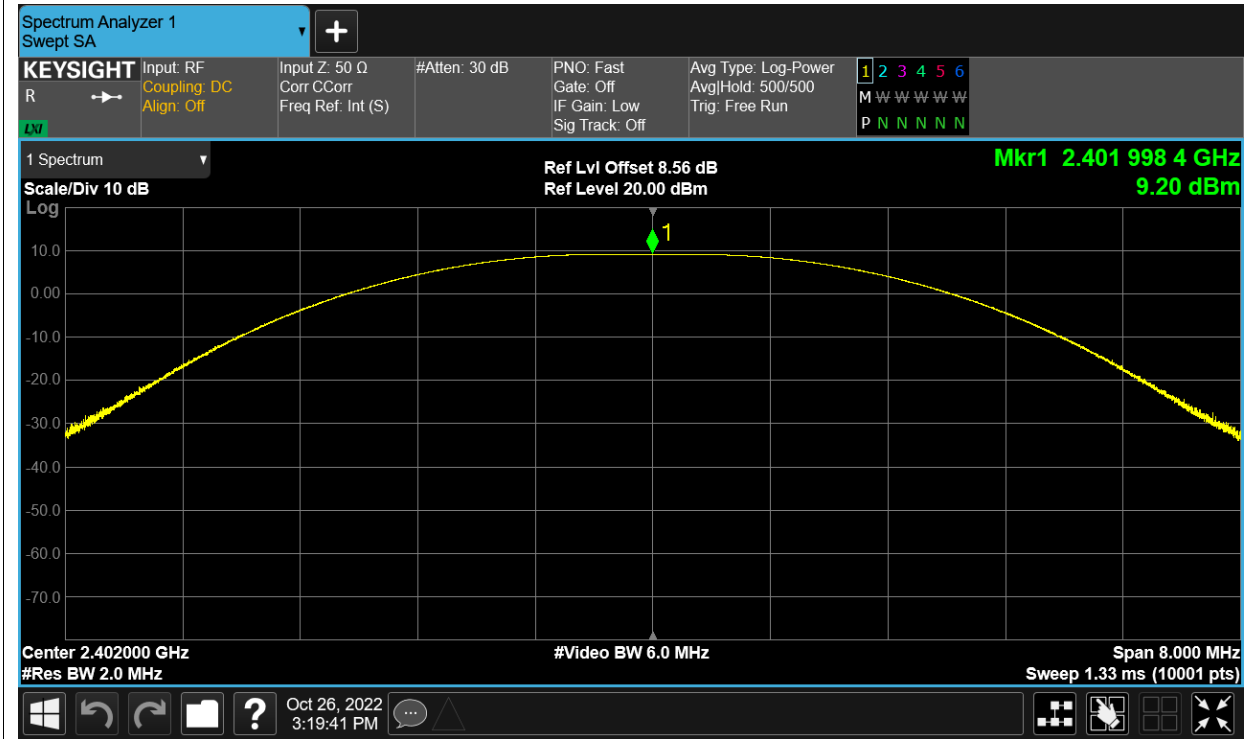 Spectrum Analyzer 1
Swept SA
KEYSIGHT Input: RF Input Z: 50 Ω #Atten: 30 dB PNO: Fast Avg Type: Log-Power 1 2 3 4 5 6
R Coupling: DC Corr CCorr Gate: Off Avg|Hold: 500/500 M W W W W W
Align: Off Freq Ref: Int (S) IF Gain: Low Trig: Free Run
LXI Sig Track: Off P N N N N N
1 Spectrum Ref Lvl Offset 8.56 dB Mkr1 2.401 998 4 GHz
Scale/Div 10 dB Ref Level 20.00 dBm 9.20 dBm
Log
1
10.0
0.00
-10.0
-20.0
-30.0
-40.0
-50.0
-60.0
-70.0
Center 2.402000 GHz #Video BW 6.0 MHz Span 8.000 MHz
#Res BW 2.0 MHz Sweep 1.33 ms (10001 pts)
? Oct 26, 2022
3:19:41 PM